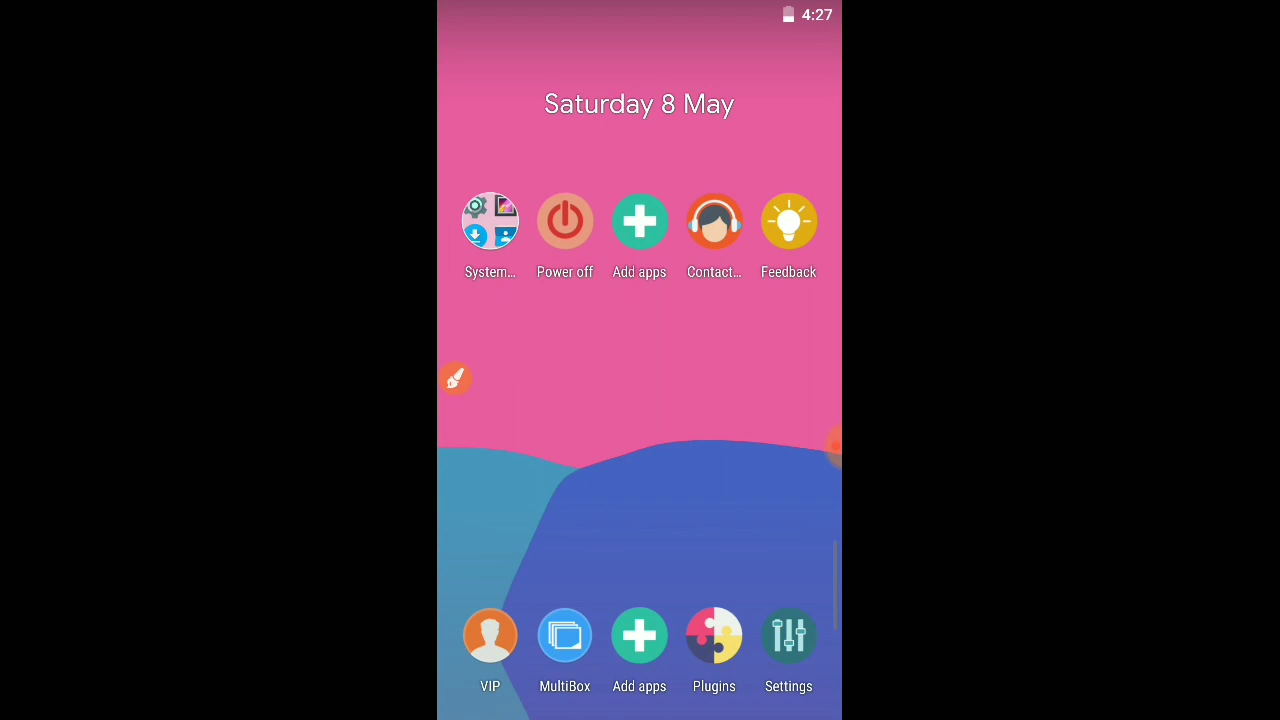 4:27
Saturday 8 May
System... Power off Add apps Contact... Feedback
VIP MultiBox Add apps Plugins Settings